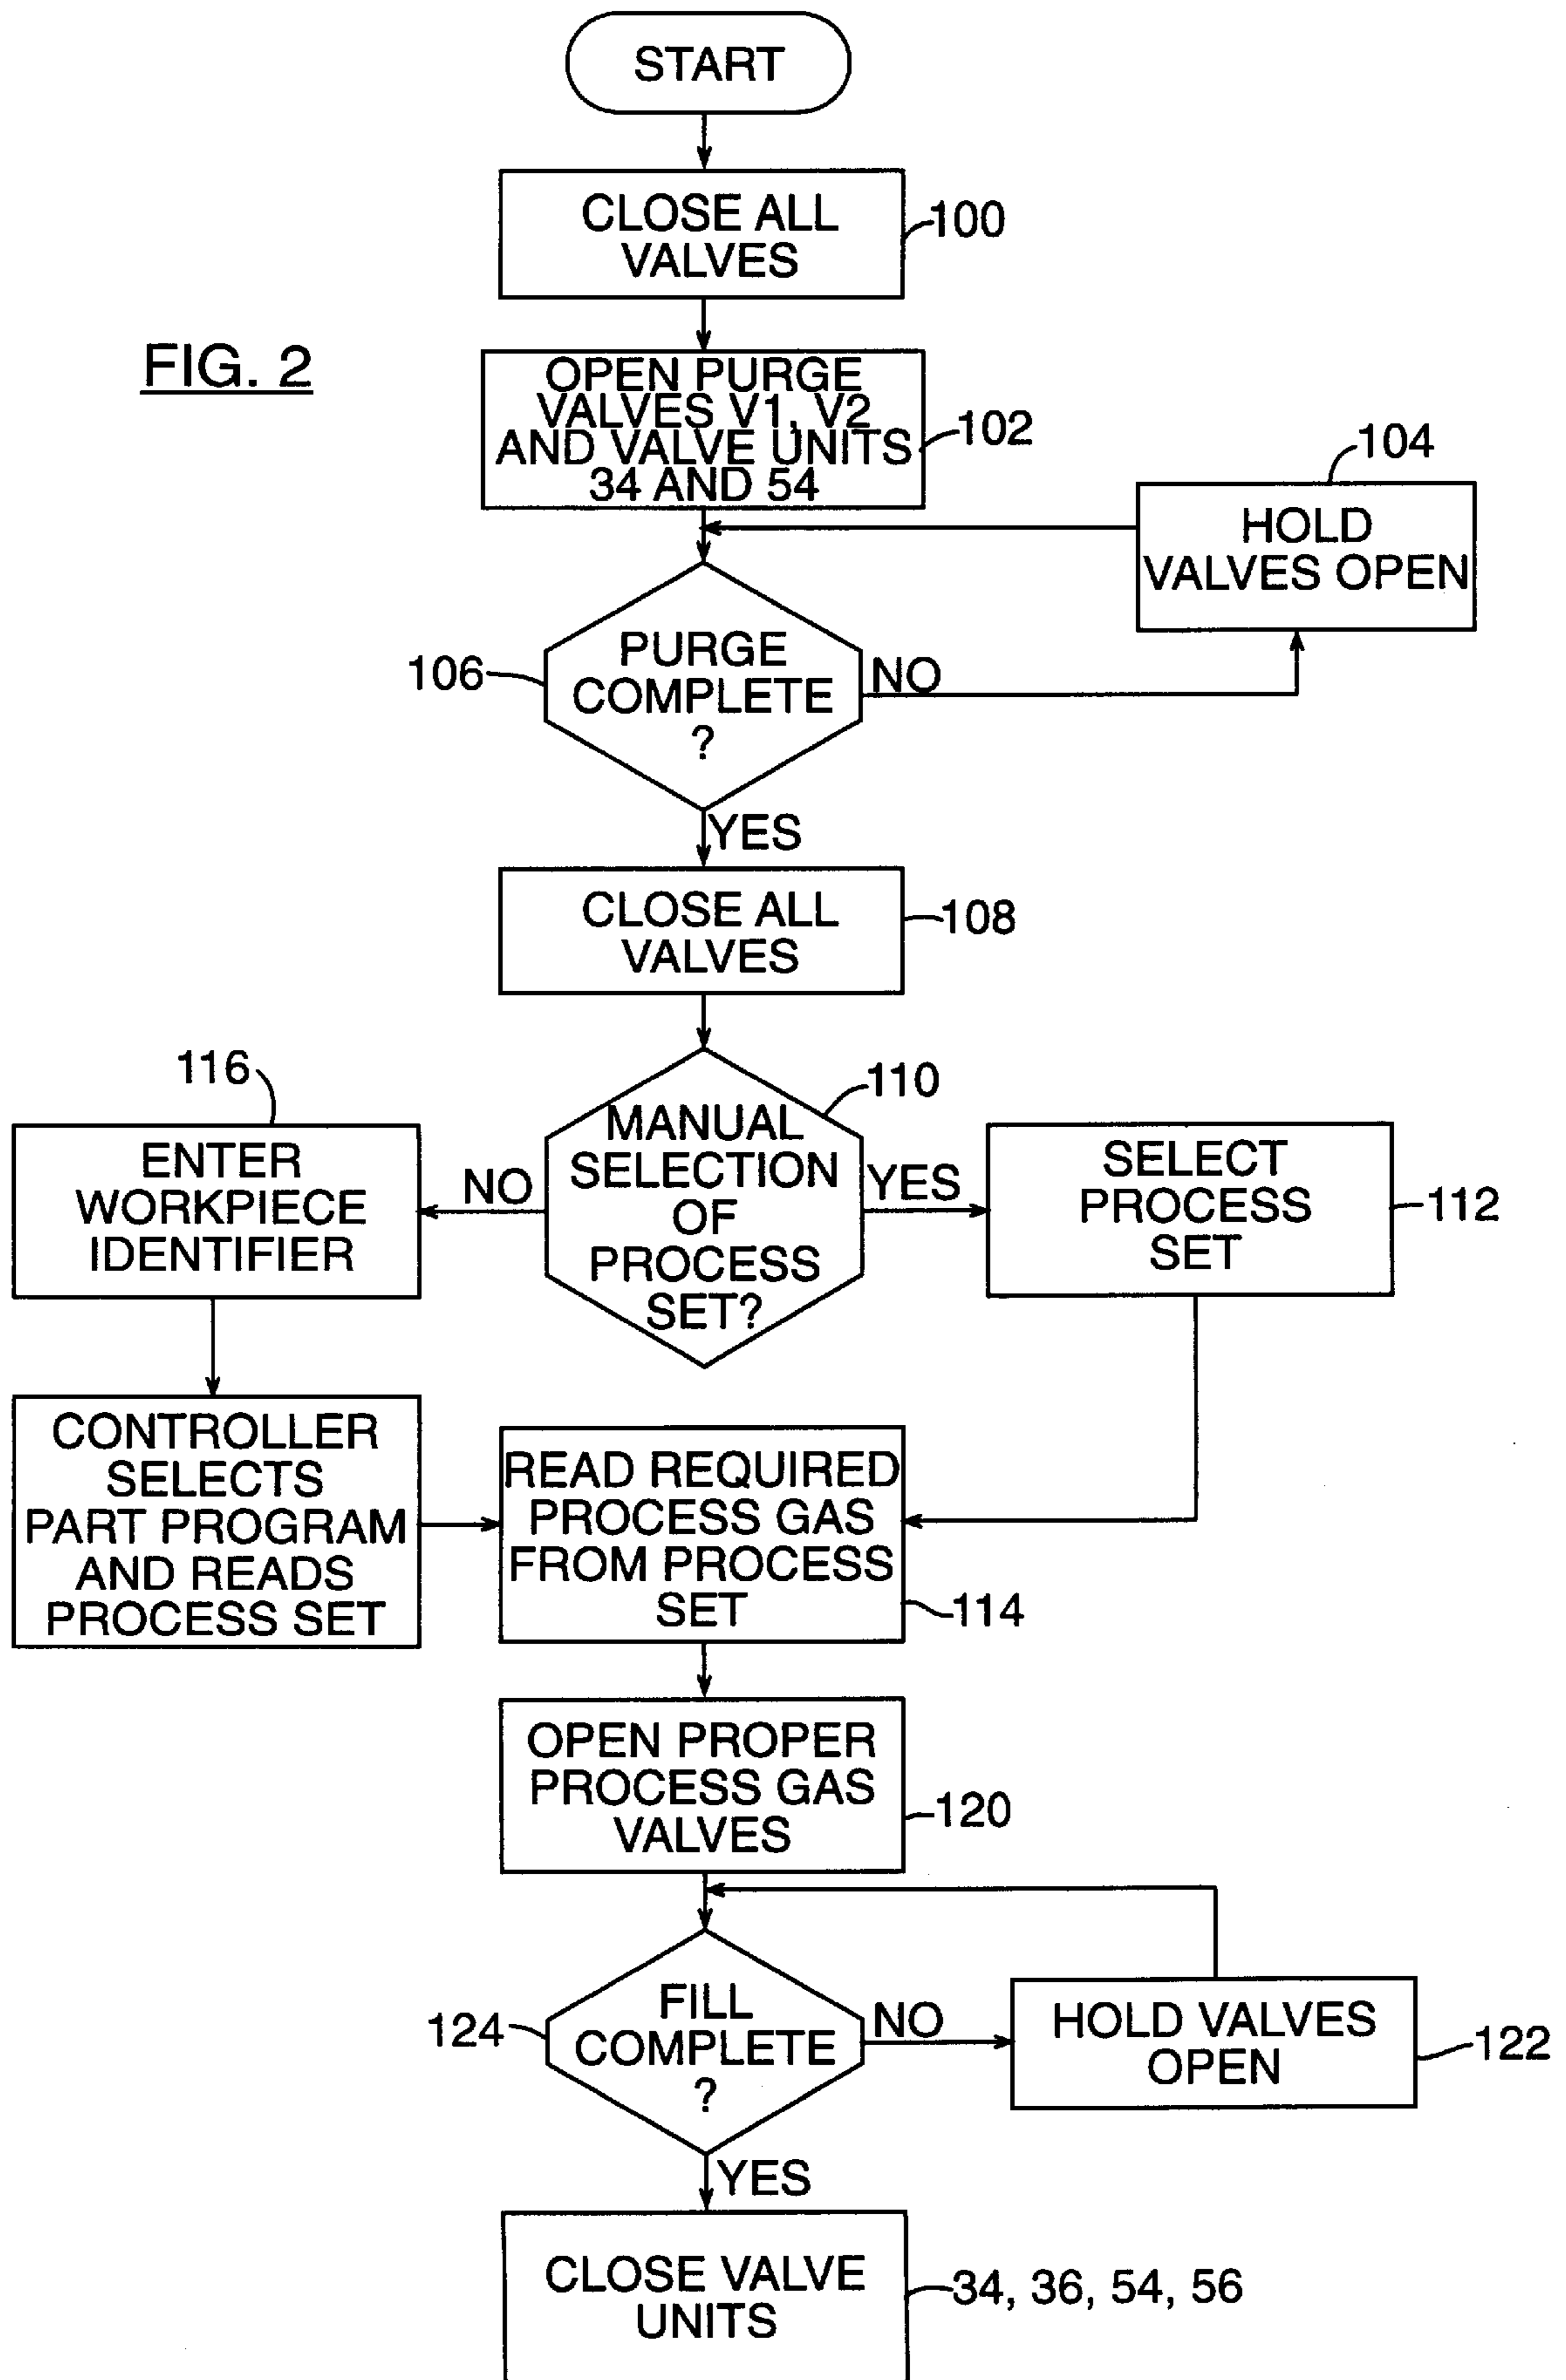 START
CLOSE ALL
VALVES
100
FIG. 2
OPEN PURGE
VALVES V1, V2
AND VALVE UNITS
34 AND 54
102
104
HOLD
VALVES OPEN
106
PURGE
COMPLETE
?
NO
YES
CLOSE ALL
VALVES
108
116
110
ENTER
WORKPIECE
IDENTIFIER
NO
MANUAL
SELECTION
OF
PROCESS
SET?
YES
SELECT
PROCESS
SET
112
CONTROLLER
SELECTS
PART PROGRAM
AND READS
PROCESS SET
READ REQUIRED
PROCESS GAS
FROM PROCESS
SET
114
OPEN PROPER
PROCESS GAS
VALVES
120
124
FILL
COMPLETE
?
NO
HOLD VALVES
OPEN
122
YES
CLOSE VALVE
UNITS
34, 36, 54, 56